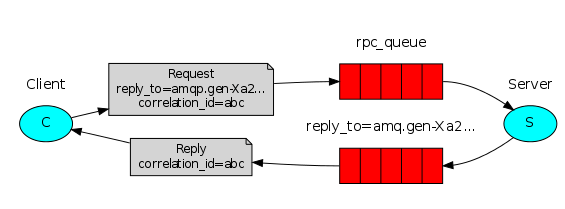 rpc_queue
Client
Request
reply_to=amqp.gen-Xa2...
correlation_id=abc
Server
C
S
reply_to=amq.gen-Xa2...
Reply
correlation_id=abc